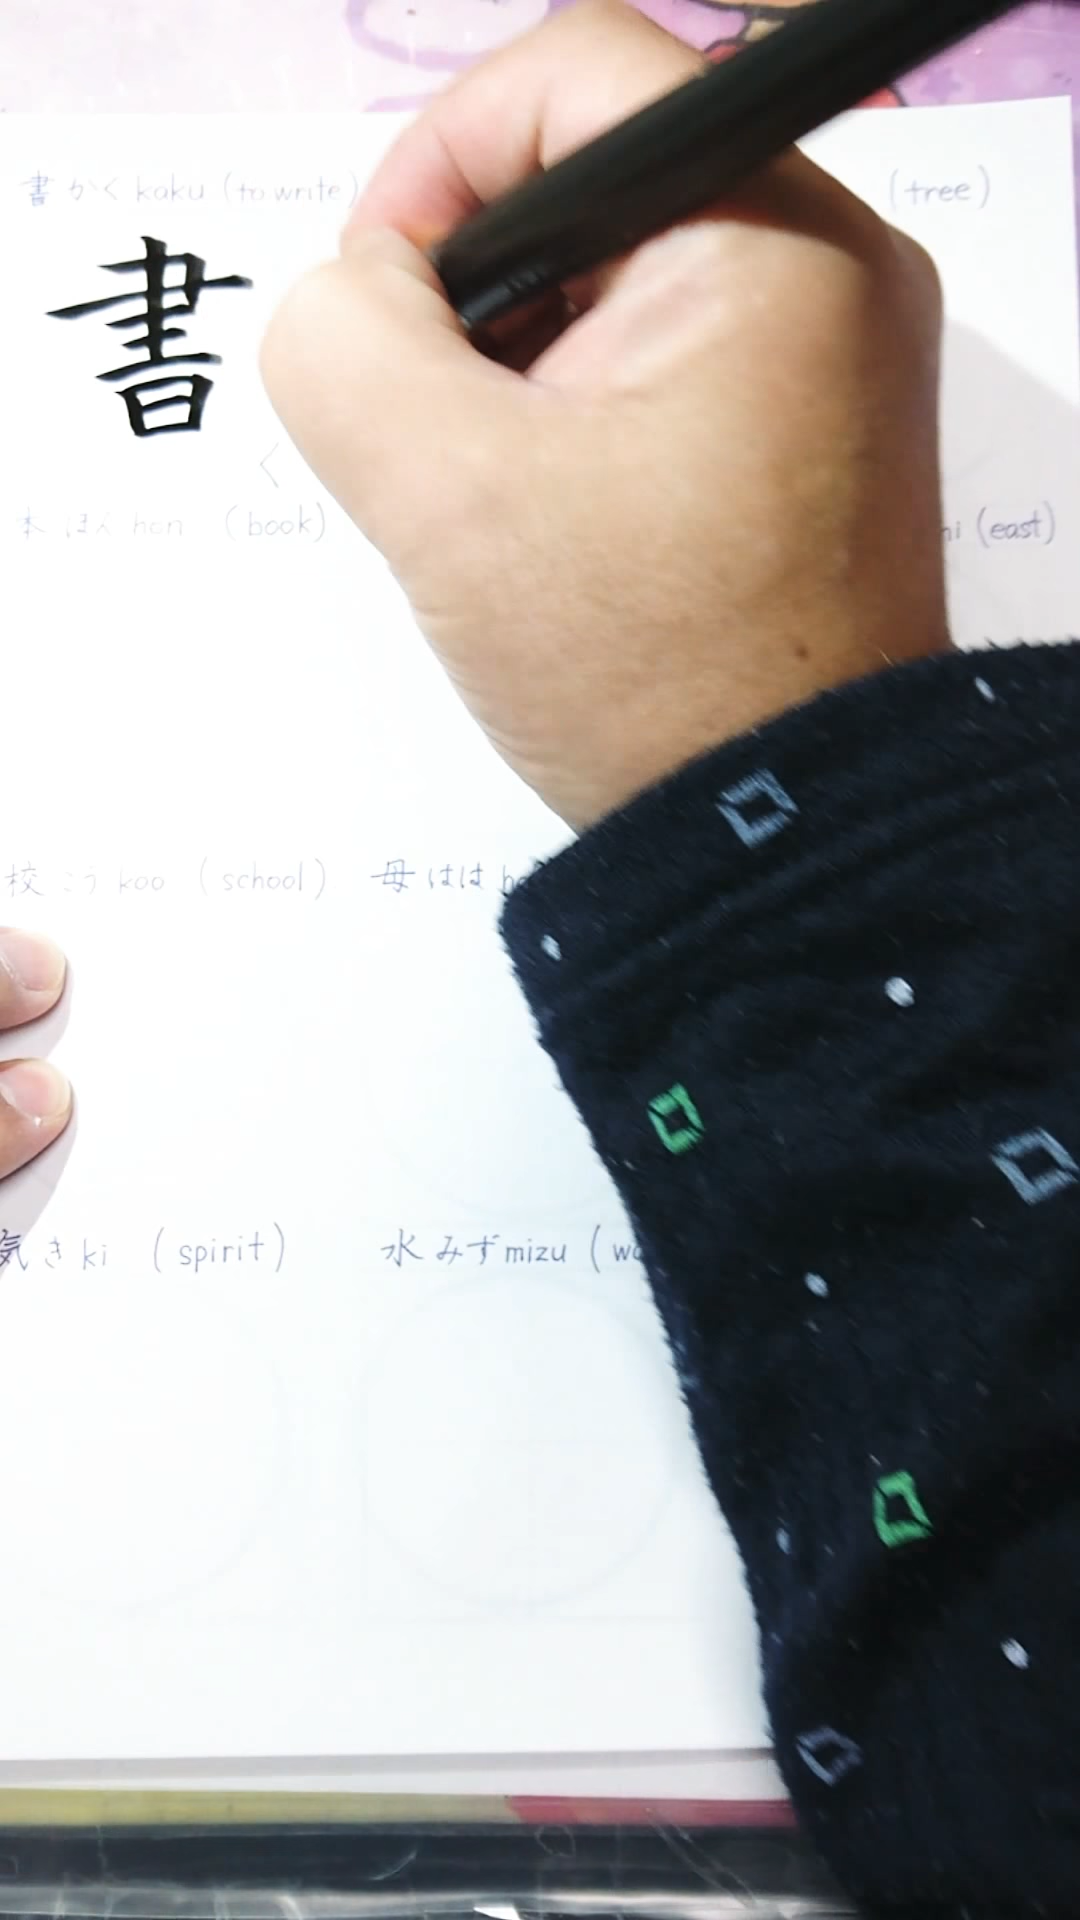 書かく kaku (to write) (tree)
書
く
本 ほん hon (book) (east)
校 こう koo (school) 母 はは
気 き ki (spirit) 水 みず mizu